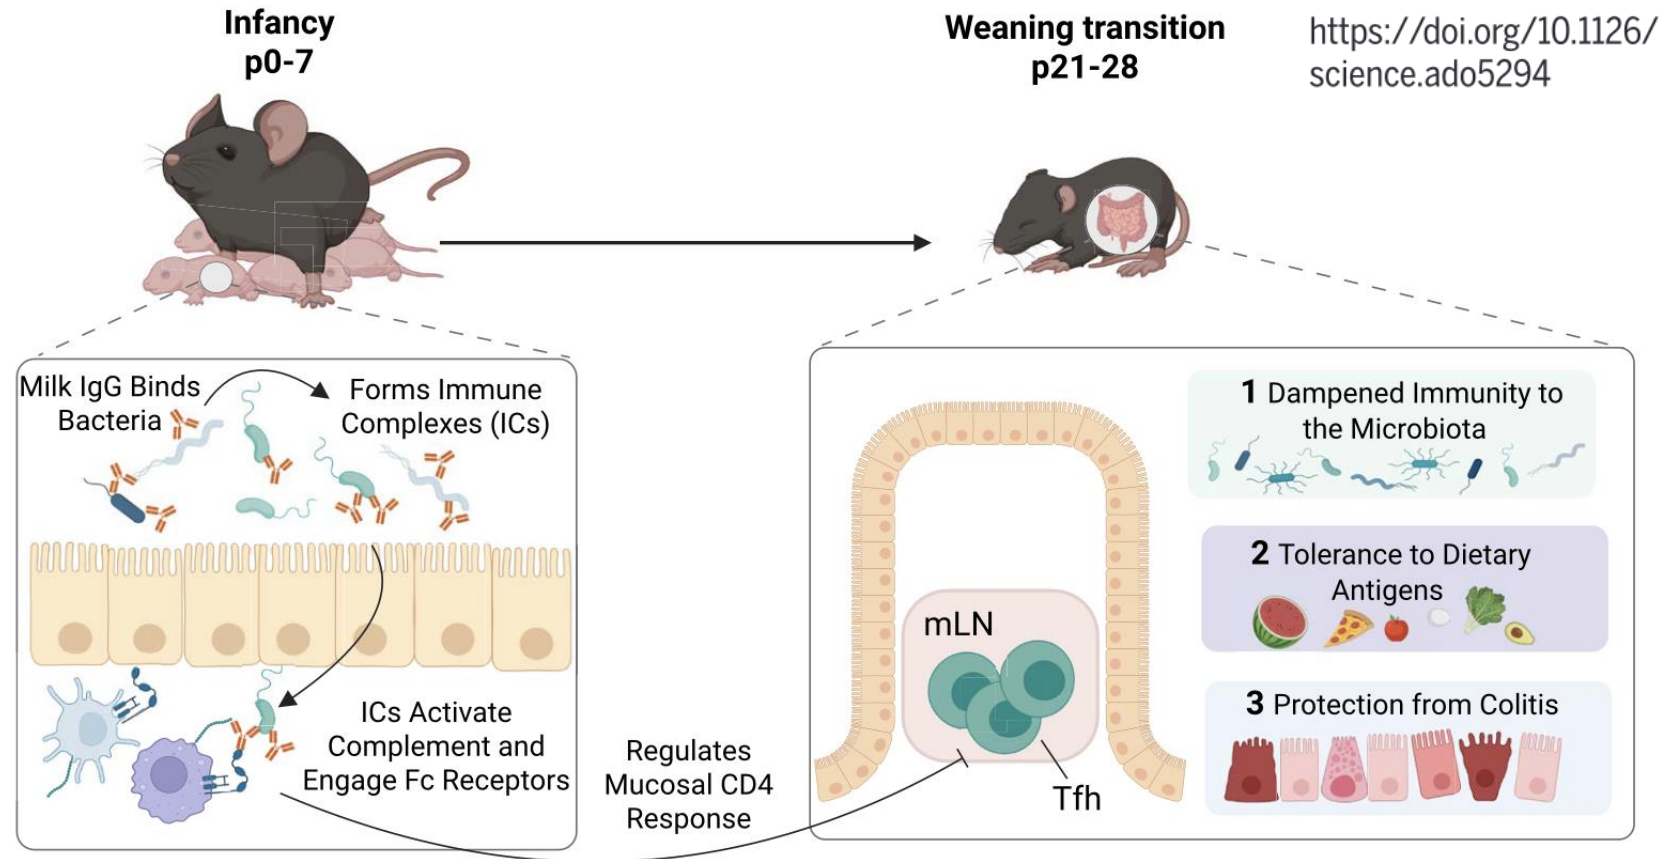 Infancy
p0-7
Weaning transition
p21-28
https://doi.org/10.1126/
science.ado5294
Milk IgG Binds
Bacteria
Forms Immune
Complexes (ICs)
ICs Activate
Complement and
Engage Fc Receptors
Regulates
Mucosal CD4
Response
mLN
Tfh
1 Dampened Immunity to
the Microbiota
2 Tolerance to Dietary
Antigens
3 Protection from Colitis